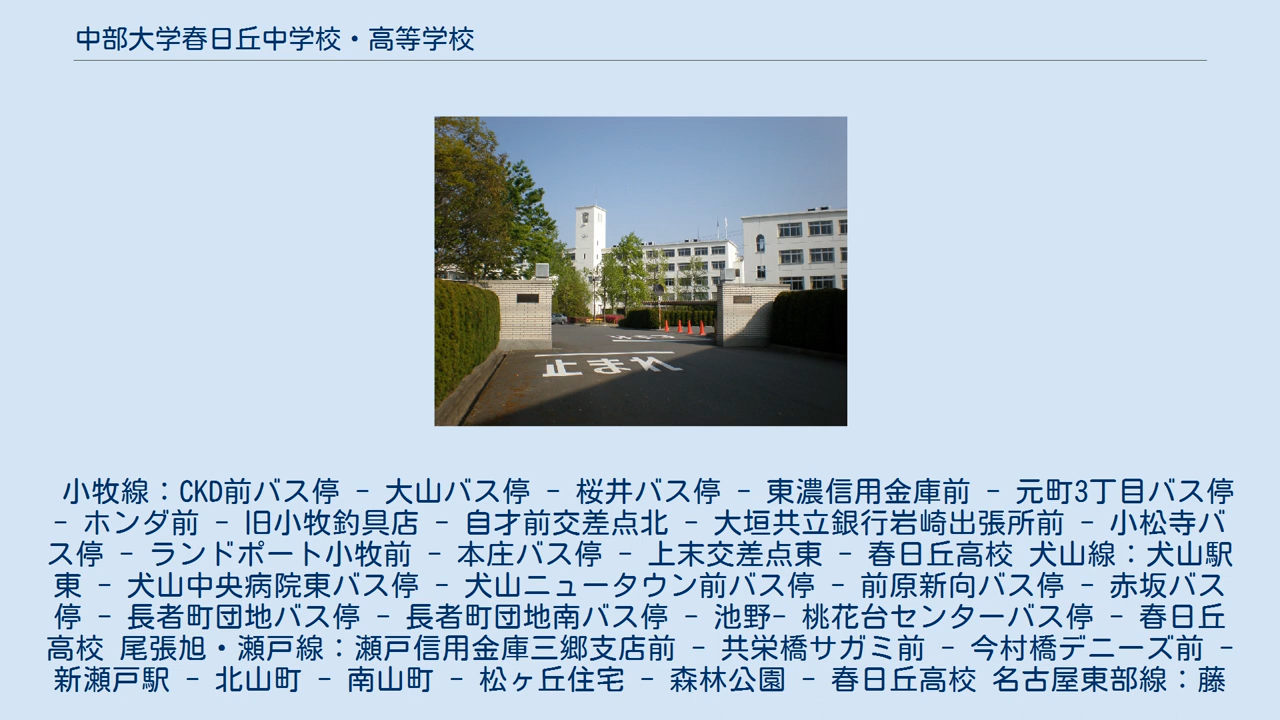 中部大学春日丘中学校・高等学校
止まれ
小牧線：CKD前バス停 − 大山バス停 − 桜井バス停 − 東濃信用金庫前 − 元町3丁目バス停
− ホンダ前 − 旧小牧釣具店 − 自才前交差点北 − 大垣共立銀行岩崎出張所前 − 小松寺バ
ス停 − ランドポート小牧前 − 本庄バス停 − 上末交差点東 − 春日丘高校 犬山線：犬山駅
東 − 犬山中央病院東バス停 − 犬山ニュータウン前バス停 − 前原新向バス停 − 赤坂バス
停 − 長者町団地バス停 − 長者町団地南バス停 − 池野− 桃花台センターバス停 − 春日丘
高校 尾張旭・瀬戸線：瀬戸信用金庫三郷支店前 − 共栄橋サガミ前 − 今村橋デニーズ前 −
新瀬戸駅 − 北山町 − 南山町 − 松ヶ丘住宅 − 森林公園 − 春日丘高校 名古屋東部線：藤